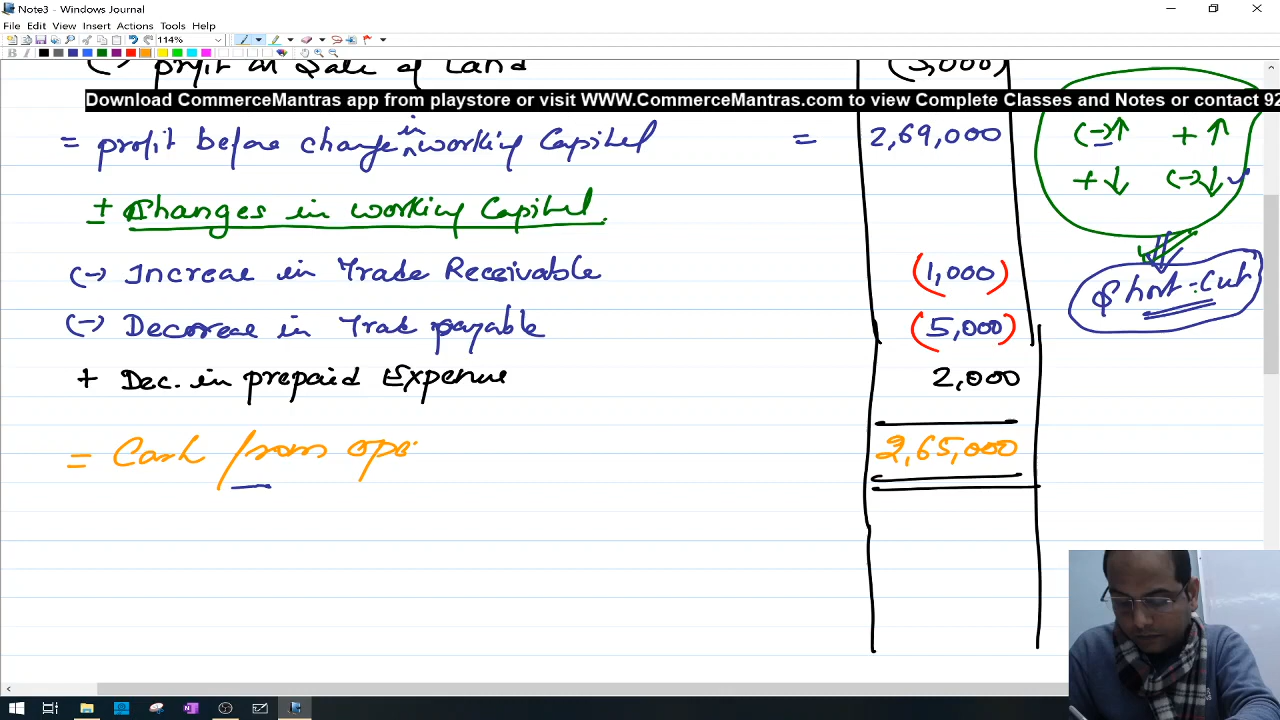 Note3 - Windows Journal
File Edit View Insert Actions Tools Help
114%
B I
(-) profit on Sale of Land (5,000)
Download CommerceMantras app from playstore or visit WWW.CommerceMantras.com to view Complete Classes and Notes or contact 92
= profit before change in working Capital = 2,69,000
(-)↑ +↑
+↓ (-)↓
± Changes in working Capital
(-) Increase in Trade Receivable (1,000)
Short-Cut
(-) Decrease in Trade payable (5,000)
+ Dec. in prepaid Expense 2,000
= Cash from ope 2,65,000